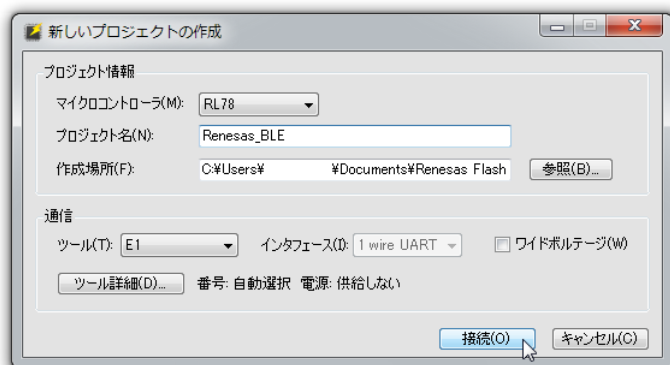 新しいプロジェクトの作成
プロジェクト情報
マイクロコントローラ(M): RL78
プロジェクト名(N): Renesas_BLE
作成場所(F): C:¥Users¥ ¥Documents¥Renesas Flash 参照(B)...
通信
ツール(T): E1 インタフェース(I): 1 wire UART ワイドボルテージ(W)
ツール詳細(D)... 番号: 自動選択 電源: 供給しない
接続(O) キャンセル(C)